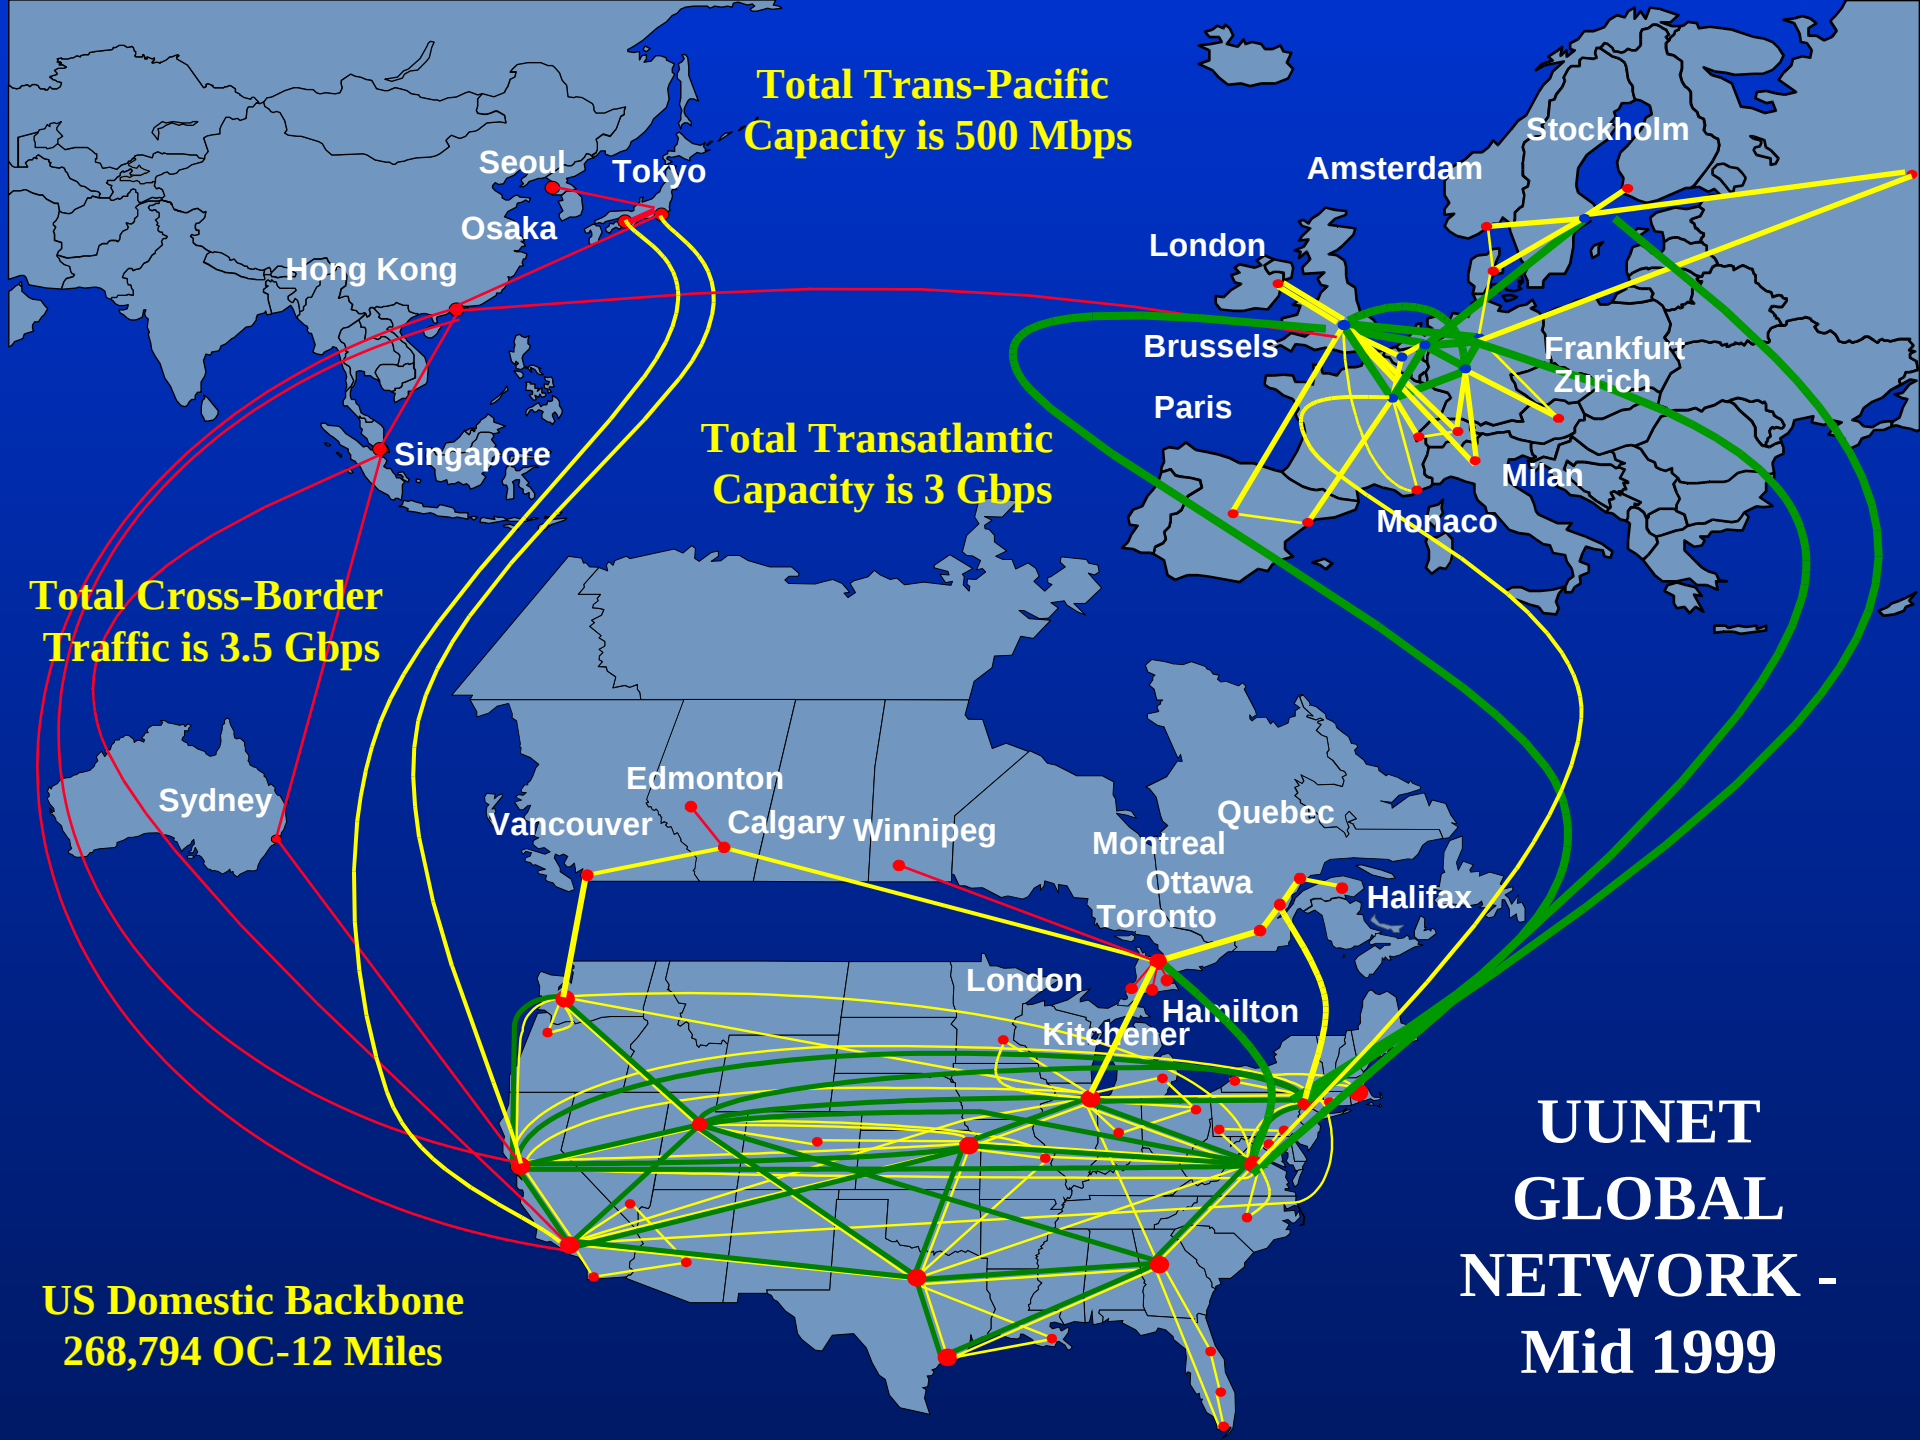 Total Trans-Pacific
Capacity is 500 Mbps
Stockholm
Amsterdam
Seoul
Tokyo
Osaka
London
Hong Kong
Brussels
Frankfurt
Zurich
Paris
Total Transatlantic
Capacity is 3 Gbps
Singapore
Milan
Monaco
Total Cross-Border
Traffic is 3.5 Gbps
Edmonton
Sydney
Vancouver
Calgary
Winnipeg
Quebec
Montreal
Ottawa
Halifax
Toronto
London
Hamilton
Kitchener
UUNET
GLOBAL
NETWORK -
Mid 1999
US Domestic Backbone
268,794 OC-12 Miles